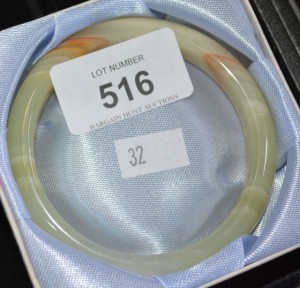 LOT NUMBER
516
BARGAIN HUNT AUCTIONS
32